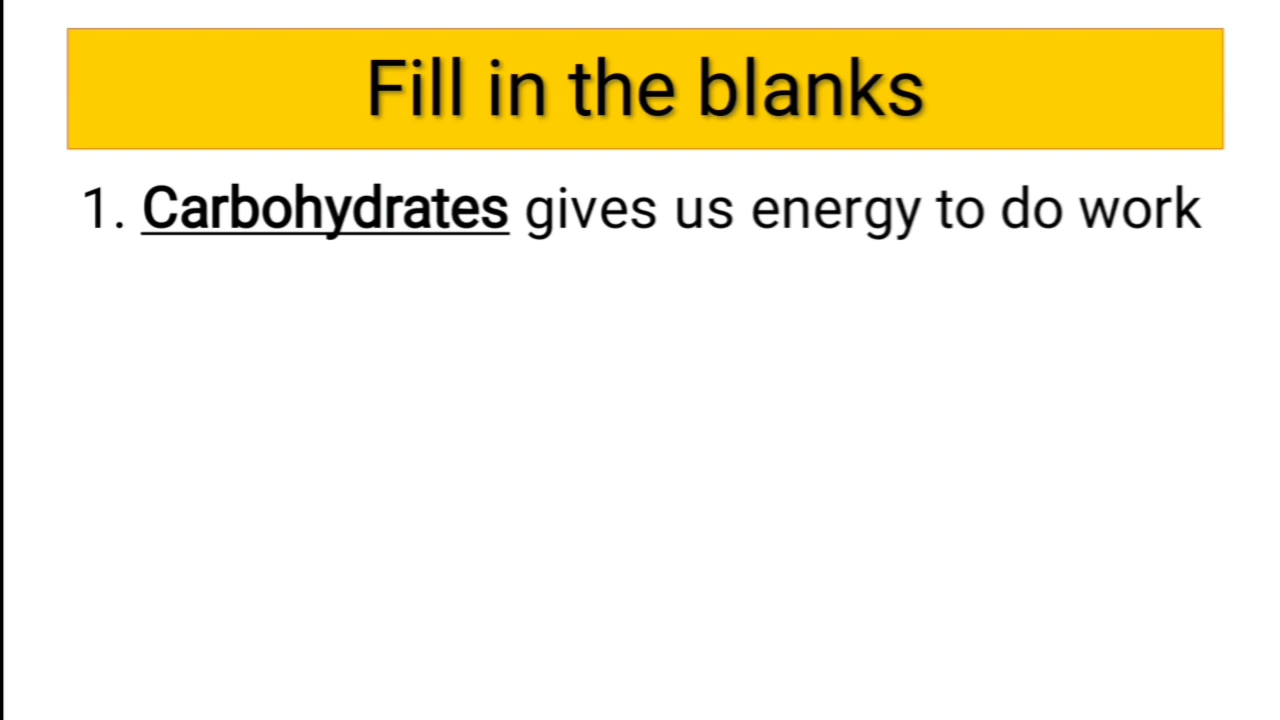 Fill in the blanks
1. Carbohydrates gives us energy to do work